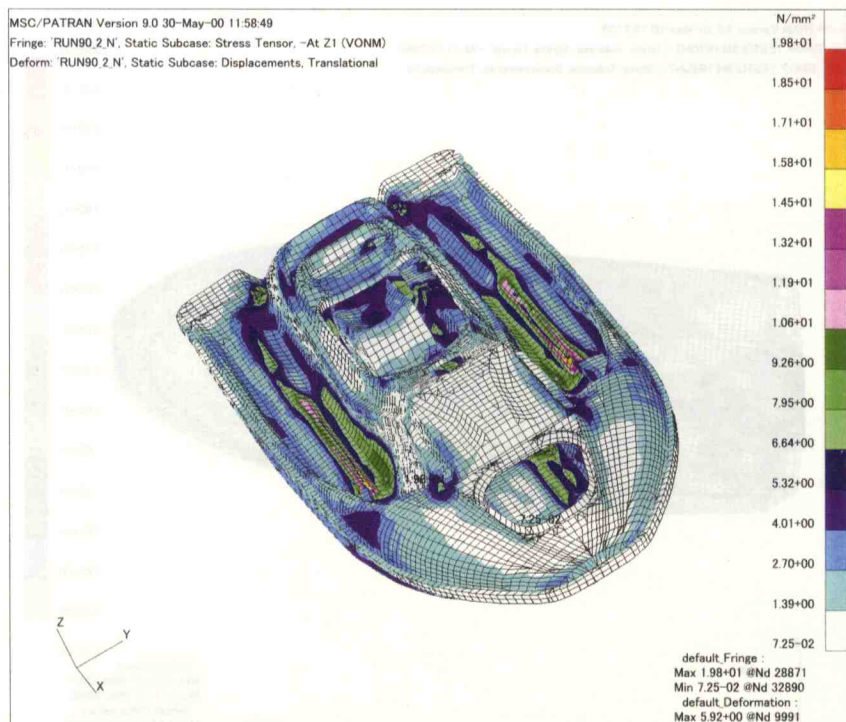 MSC/PATRAN Version 9.0 30-May-00 11:58:49
Fringe: 'RUN90_2_N', Static Subcase: Stress Tensor, -At Z1 (VONM)
Deform: 'RUN90_2_N', Static Subcase: Displacements, Translational
N/mm²
1.98+01
1.85+01
1.71+01
1.58+01
1.45+01
1.32+01
1.19+01
1.06+01
9.26+00
7.95+00
6.64+00
5.32+00
4.01+00
2.70+00
1.39+00
7.25-02
7.25-02
Z
Y
X
default_Fringe :
Max 1.98+01 @Nd 28871
Min 7.25-02 @Nd 32890
default_Deformation :
Max 5.92+00 @Nd 9991